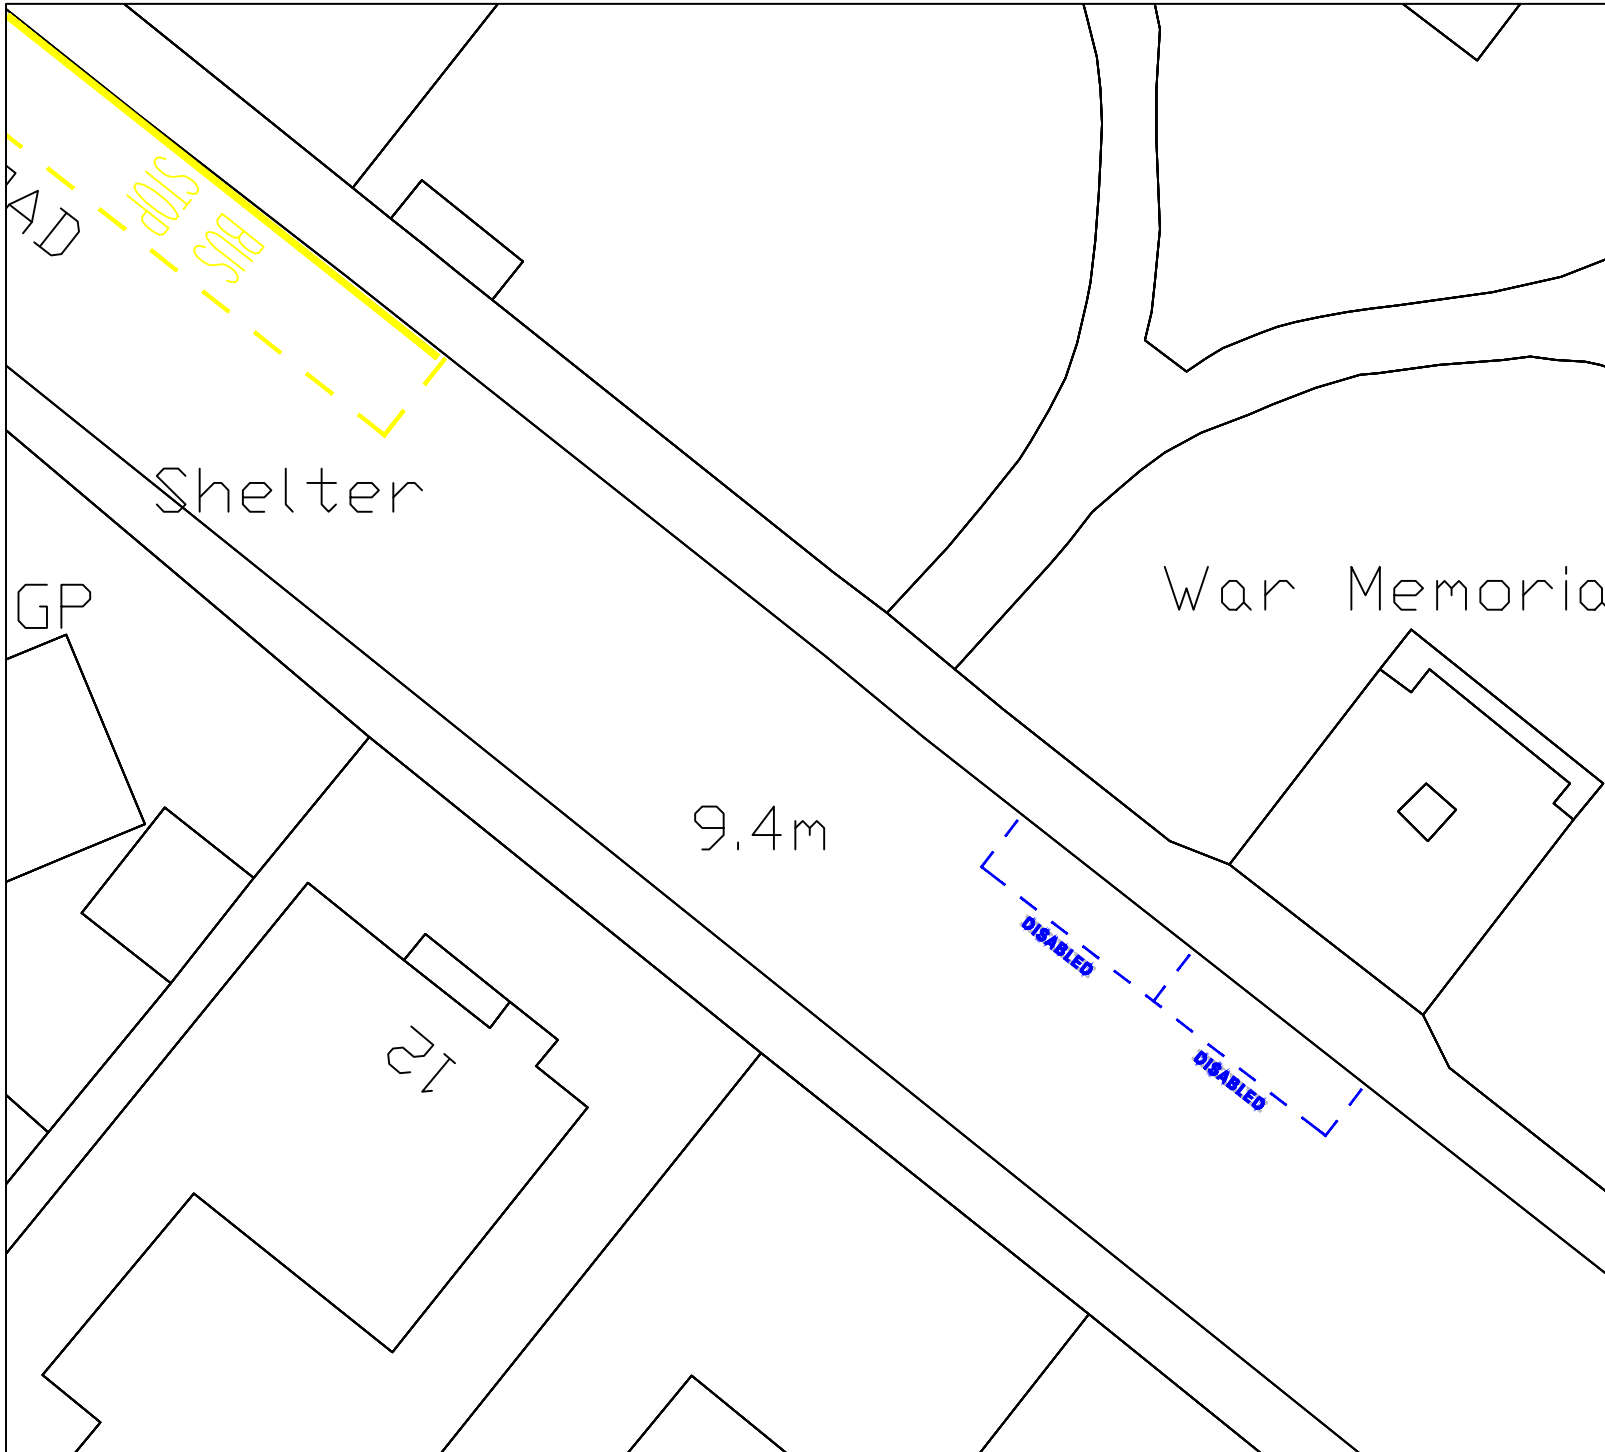 AD
BUS
STOP
Shelter
GP
War Memoria
9.4m
DISABLED
DISABLED
12